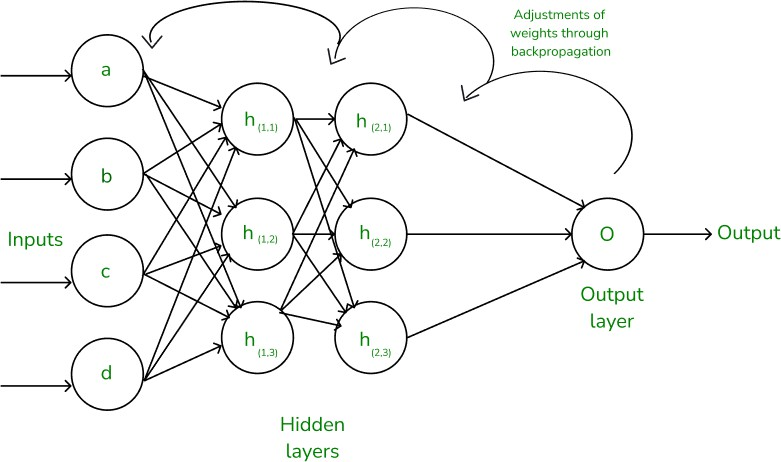 Adjustments of
weights through
backpropagation
a
h (1,1)
h (2,1)
b
Inputs
h (1,2)
h (2,2)
O
Output
c
Output
layer
h (1,3)
h (2,3)
d
Hidden
layers